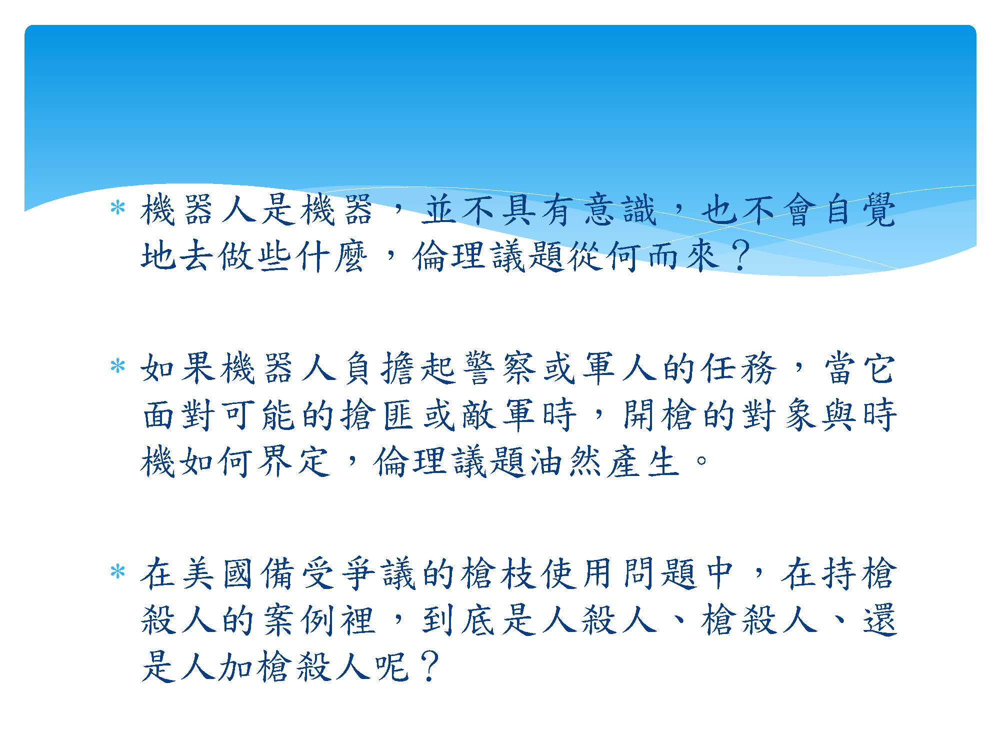 * 機器人是機器，並不具有意識，也不會自覺
地去做些什麼，倫理議題從何而來？
* 如果機器人負擔起警察或軍人的任務，當它
面對可能的搶匪或敵軍時，開槍的對象與時
機如何界定，倫理議題油然產生。
* 在美國備受爭議的槍枝使用問題中，在持槍
殺人的案例裡，到底是人殺人、槍殺人、還
是人加槍殺人呢？